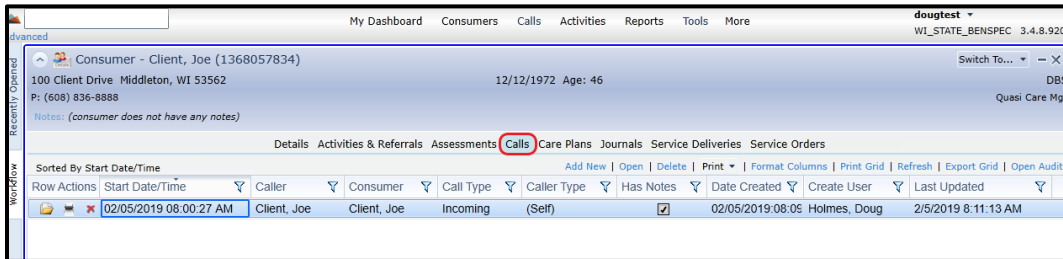 My Dashboard Consumers Calls Activities Reports Tools More
dougtest
WI_STATE_BENSPEC 3.4.8.920
dvanced
Recently Opened
Workflow
Consumer - Client, Joe (1368057834)
Switch To...
100 Client Drive Middleton, WI 53562
12/12/1972 Age: 46
DBS
P: (608) 836-8888
Quasi Care Mg
Notes: (consumer does not have any notes)
Details Activities & Referrals Assessments Calls Care Plans Journals Service Deliveries Service Orders
Sorted By Start Date/Time
Add New | Open | Delete | Print | Format Columns | Print Grid | Refresh | Export Grid | Open Audit
Row Actions Start Date/Time Caller Consumer Call Type Caller Type Has Notes Date Created Create User Last Updated
02/05/2019 08:00:27 AM Client, Joe Client, Joe Incoming (Self) 02/05/2019:08:09 Holmes, Doug 2/5/2019 8:11:13 AM